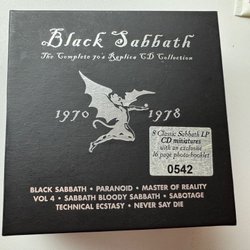 Black Sabbath
The Complete 70's Replica CD Collection
1970 1978
8 Classic Sabbath LP
CD miniatures
with an exclusive
16 page photo-booklet
0542
BLACK SABBATH • PARANOID • MASTER OF REALITY
VOL 4 • SABBATH BLOODY SABBATH • SABOTAGE
TECHNICAL ECSTASY • NEVER SAY DIE